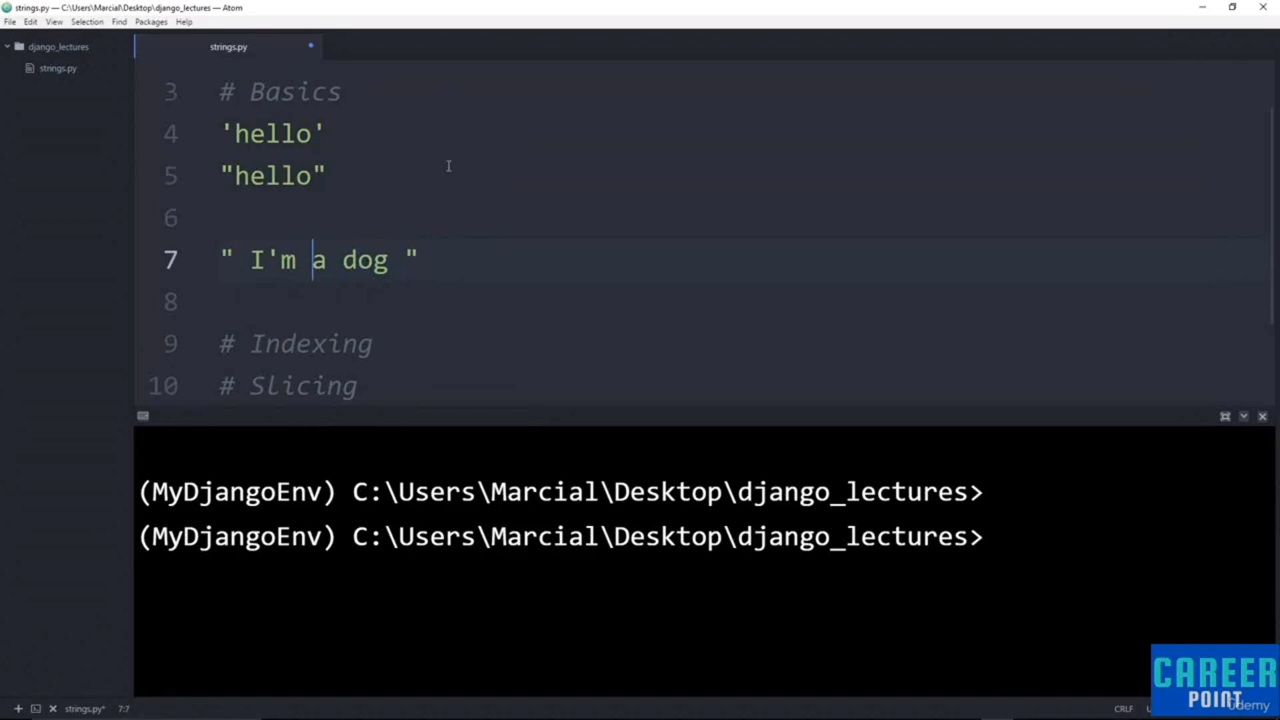 strings.py — C:\Users\Marcial\Desktop\django_lectures — Atom
File Edit View Selection Find Packages Help
django_lectures
strings.py
strings.py
3 # Basics
4 'hello'
5 "hello"
6
7 " I'm a dog "
8
9 # Indexing
10 # Slicing
(MyDjangoEnv) C:\Users\Marcial\Desktop\django_lectures>
(MyDjangoEnv) C:\Users\Marcial\Desktop\django_lectures>
CAREER
POINT
Udemy
strings.py* 7:7
CRLF